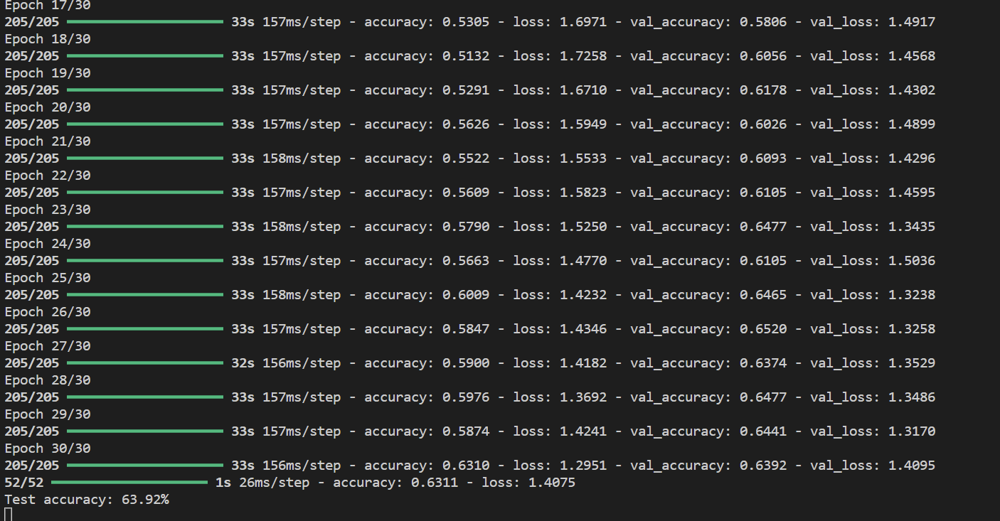 Epoch 17/30
205/205 33s 157ms/step - accuracy: 0.5305 - loss: 1.6971 - val_accuracy: 0.5806 - val_loss: 1.4917
Epoch 18/30
205/205 33s 157ms/step - accuracy: 0.5132 - loss: 1.7258 - val_accuracy: 0.6056 - val_loss: 1.4568
Epoch 19/30
205/205 33s 157ms/step - accuracy: 0.5291 - loss: 1.6710 - val_accuracy: 0.6178 - val_loss: 1.4302
Epoch 20/30
205/205 33s 157ms/step - accuracy: 0.5626 - loss: 1.5949 - val_accuracy: 0.6026 - val_loss: 1.4899
Epoch 21/30
205/205 33s 158ms/step - accuracy: 0.5522 - loss: 1.5533 - val_accuracy: 0.6093 - val_loss: 1.4296
Epoch 22/30
205/205 33s 157ms/step - accuracy: 0.5609 - loss: 1.5823 - val_accuracy: 0.6105 - val_loss: 1.4595
Epoch 23/30
205/205 33s 158ms/step - accuracy: 0.5790 - loss: 1.5250 - val_accuracy: 0.6477 - val_loss: 1.3435
Epoch 24/30
205/205 33s 157ms/step - accuracy: 0.5663 - loss: 1.4770 - val_accuracy: 0.6105 - val_loss: 1.5036
Epoch 25/30
205/205 33s 158ms/step - accuracy: 0.6009 - loss: 1.4232 - val_accuracy: 0.6465 - val_loss: 1.3238
Epoch 26/30
205/205 33s 157ms/step - accuracy: 0.5847 - loss: 1.4346 - val_accuracy: 0.6520 - val_loss: 1.3258
Epoch 27/30
205/205 32s 156ms/step - accuracy: 0.5900 - loss: 1.4182 - val_accuracy: 0.6374 - val_loss: 1.3529
Epoch 28/30
205/205 33s 157ms/step - accuracy: 0.5976 - loss: 1.3692 - val_accuracy: 0.6477 - val_loss: 1.3486
Epoch 29/30
205/205 33s 157ms/step - accuracy: 0.5874 - loss: 1.4241 - val_accuracy: 0.6441 - val_loss: 1.3170
Epoch 30/30
205/205 33s 156ms/step - accuracy: 0.6310 - loss: 1.2951 - val_accuracy: 0.6392 - val_loss: 1.4095
52/52 1s 26ms/step - accuracy: 0.6311 - loss: 1.4075
Test accuracy: 63.92%